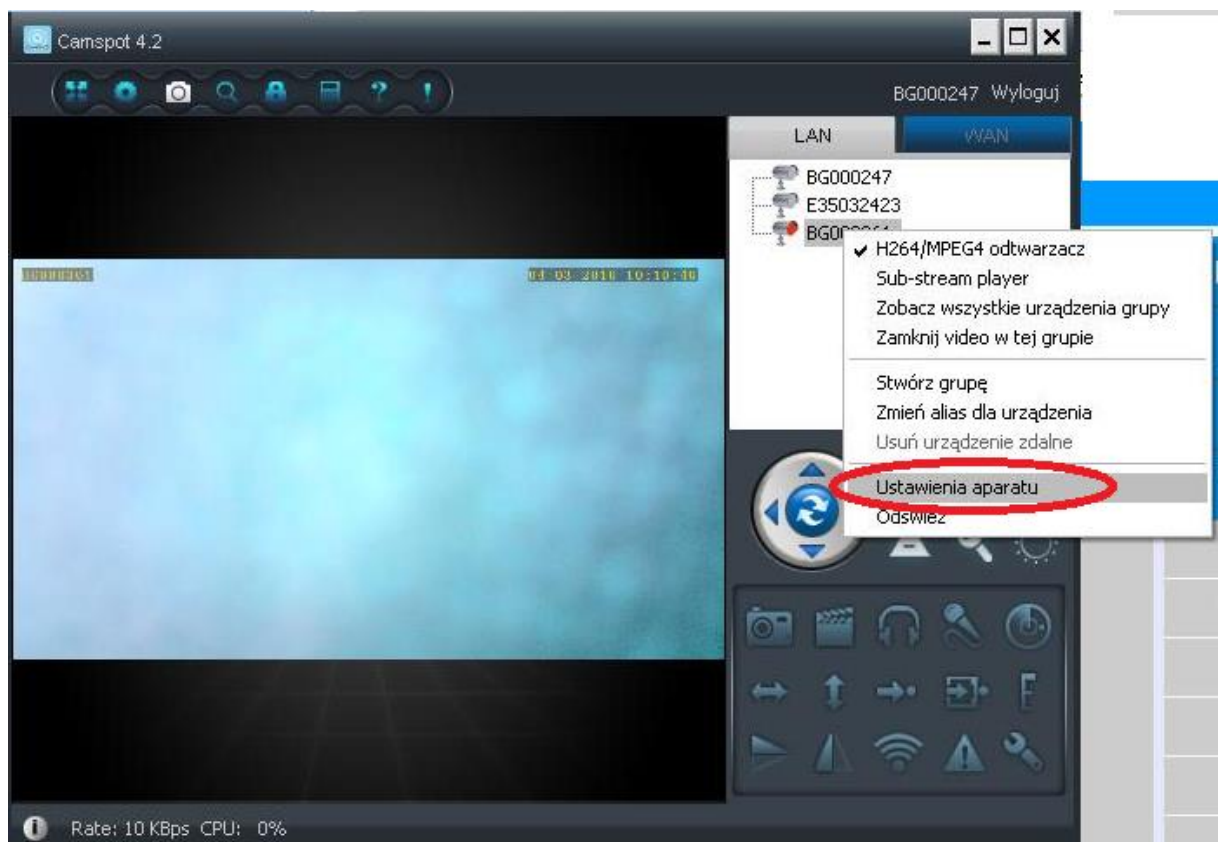 Camspot 4.2
BG000247 Wyloguj
LAN
WAN
BG000247
E35032423
H264/MPEG4 odtwarzacz
Sub-stream player
Zobacz wszystkie urządzenia grupy
Zamknij video w tej grupie
Stwórz grupę
Zmień alias dla urządzenia
Usuń urządzenie zdalne
Ustawienia aparatu
Odśwież
Rate: 10 KBps CPU: 0%